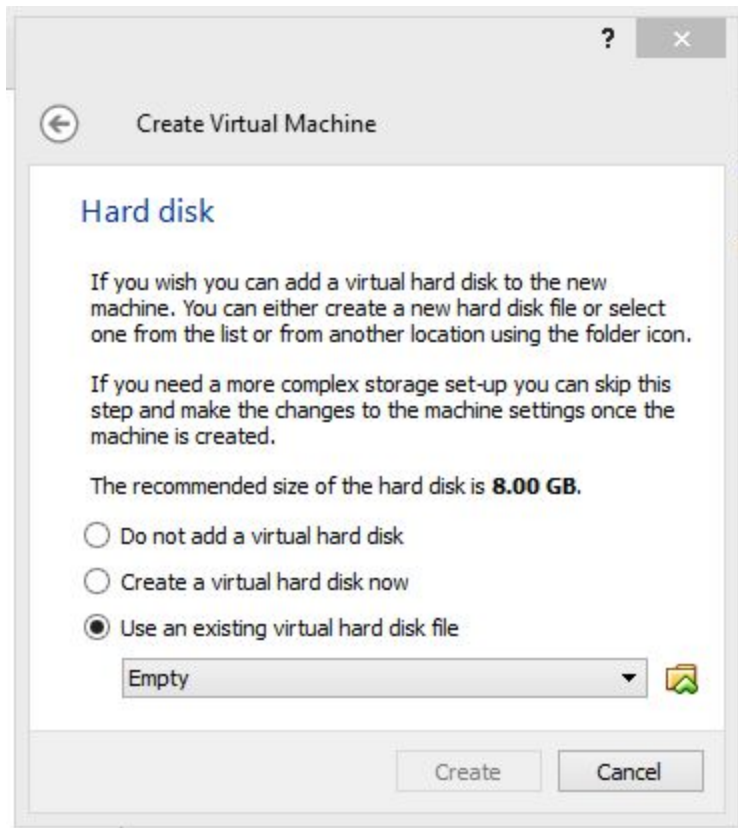 ?
Create Virtual Machine
Hard disk
If you wish you can add a virtual hard disk to the new
machine. You can either create a new hard disk file or select
one from the list or from another location using the folder icon.
If you need a more complex storage set-up you can skip this
step and make the changes to the machine settings once the
machine is created.
The recommended size of the hard disk is 8.00 GB.
Do not add a virtual hard disk
Create a virtual hard disk now
Use an existing virtual hard disk file
Empty
Create Cancel